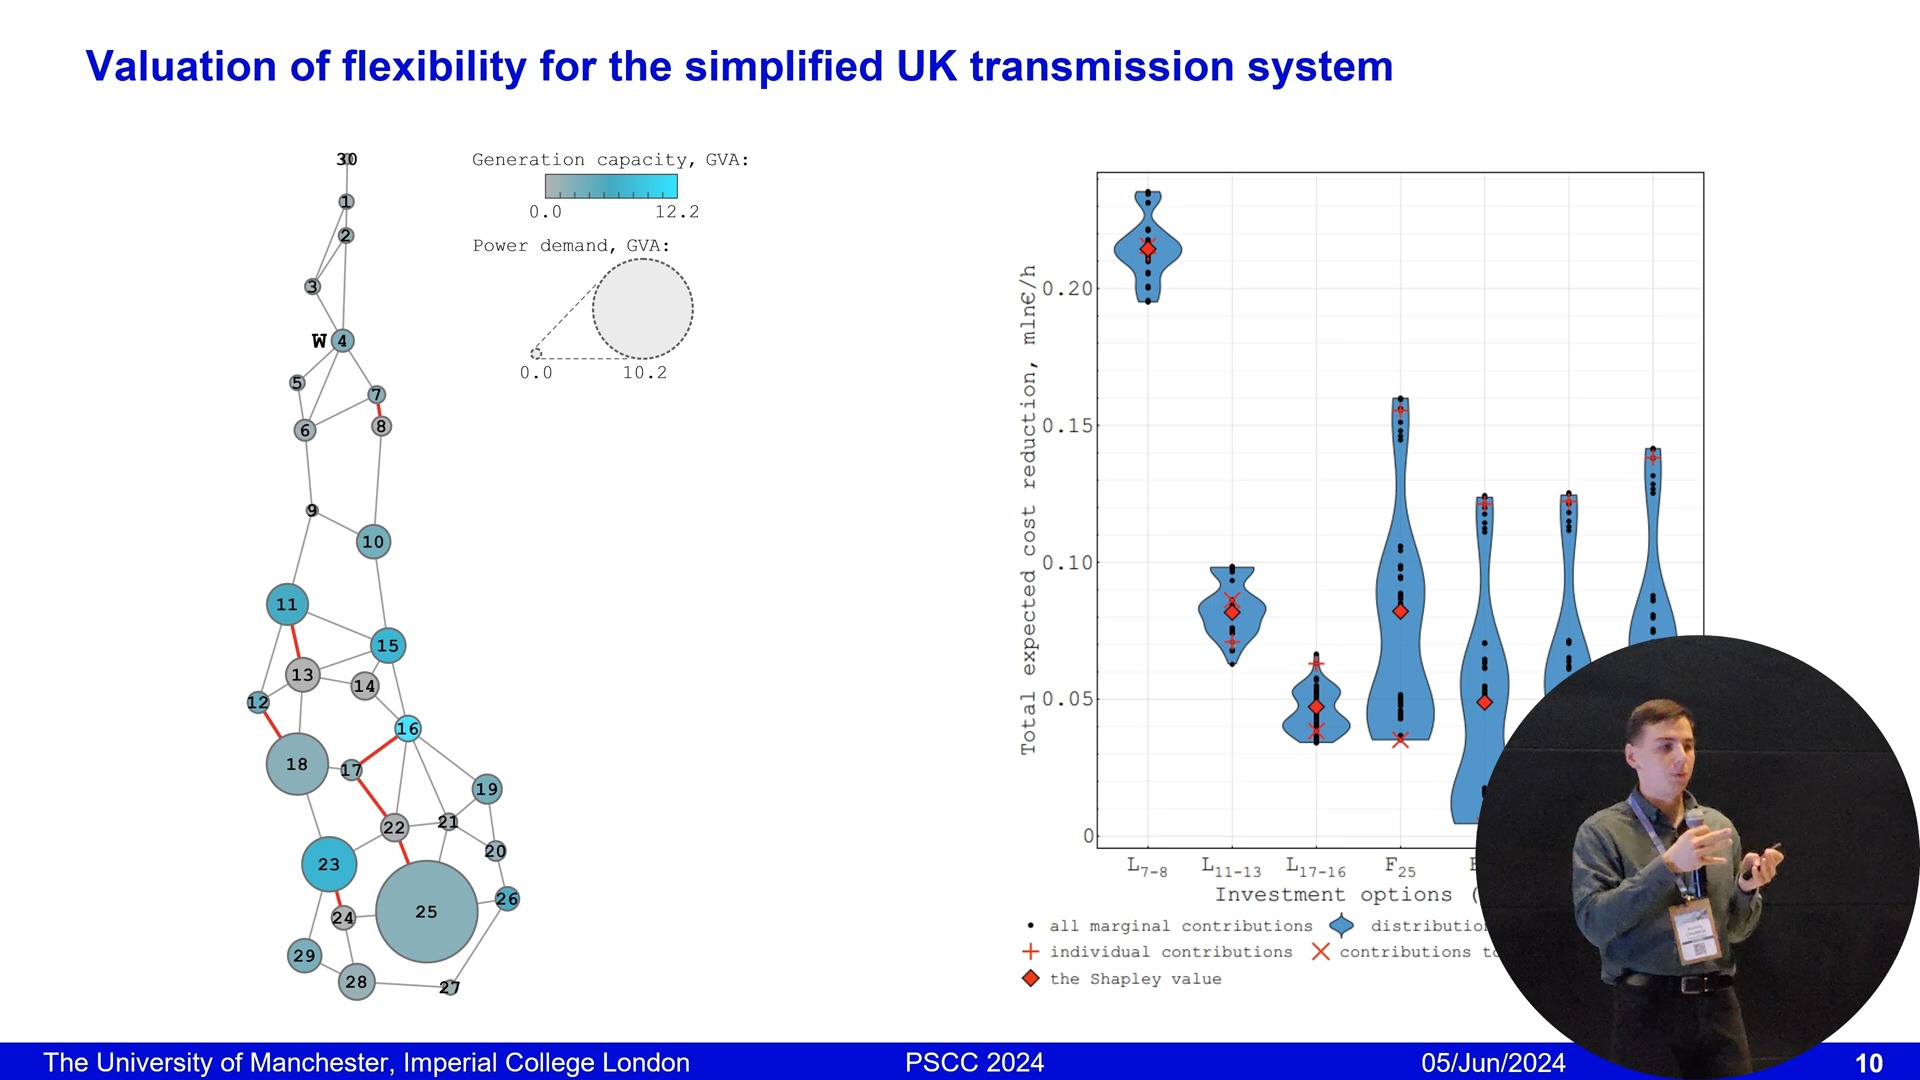 Valuation of flexibility for the simplified UK transmission system
30
1
2
3
W 4
5
7
6
8
9
10
11
15
13
14
12
16
18
17
19
22
21
20
23
26
24
25
29
28
27
Generation capacity, GVA:
0.0
12.2
Power demand, GVA:
0.0
10.2
Total expected cost reduction, mln€/h
0.20
0.15
0.10
0.05
0
L7-8
L11-13
L17-16
F25
Investment options (
all marginal contributions
individual contributions
contributions
the Shapley value
The University of Manchester, Imperial College London
PSCC 2024
05/Jun/2024
10